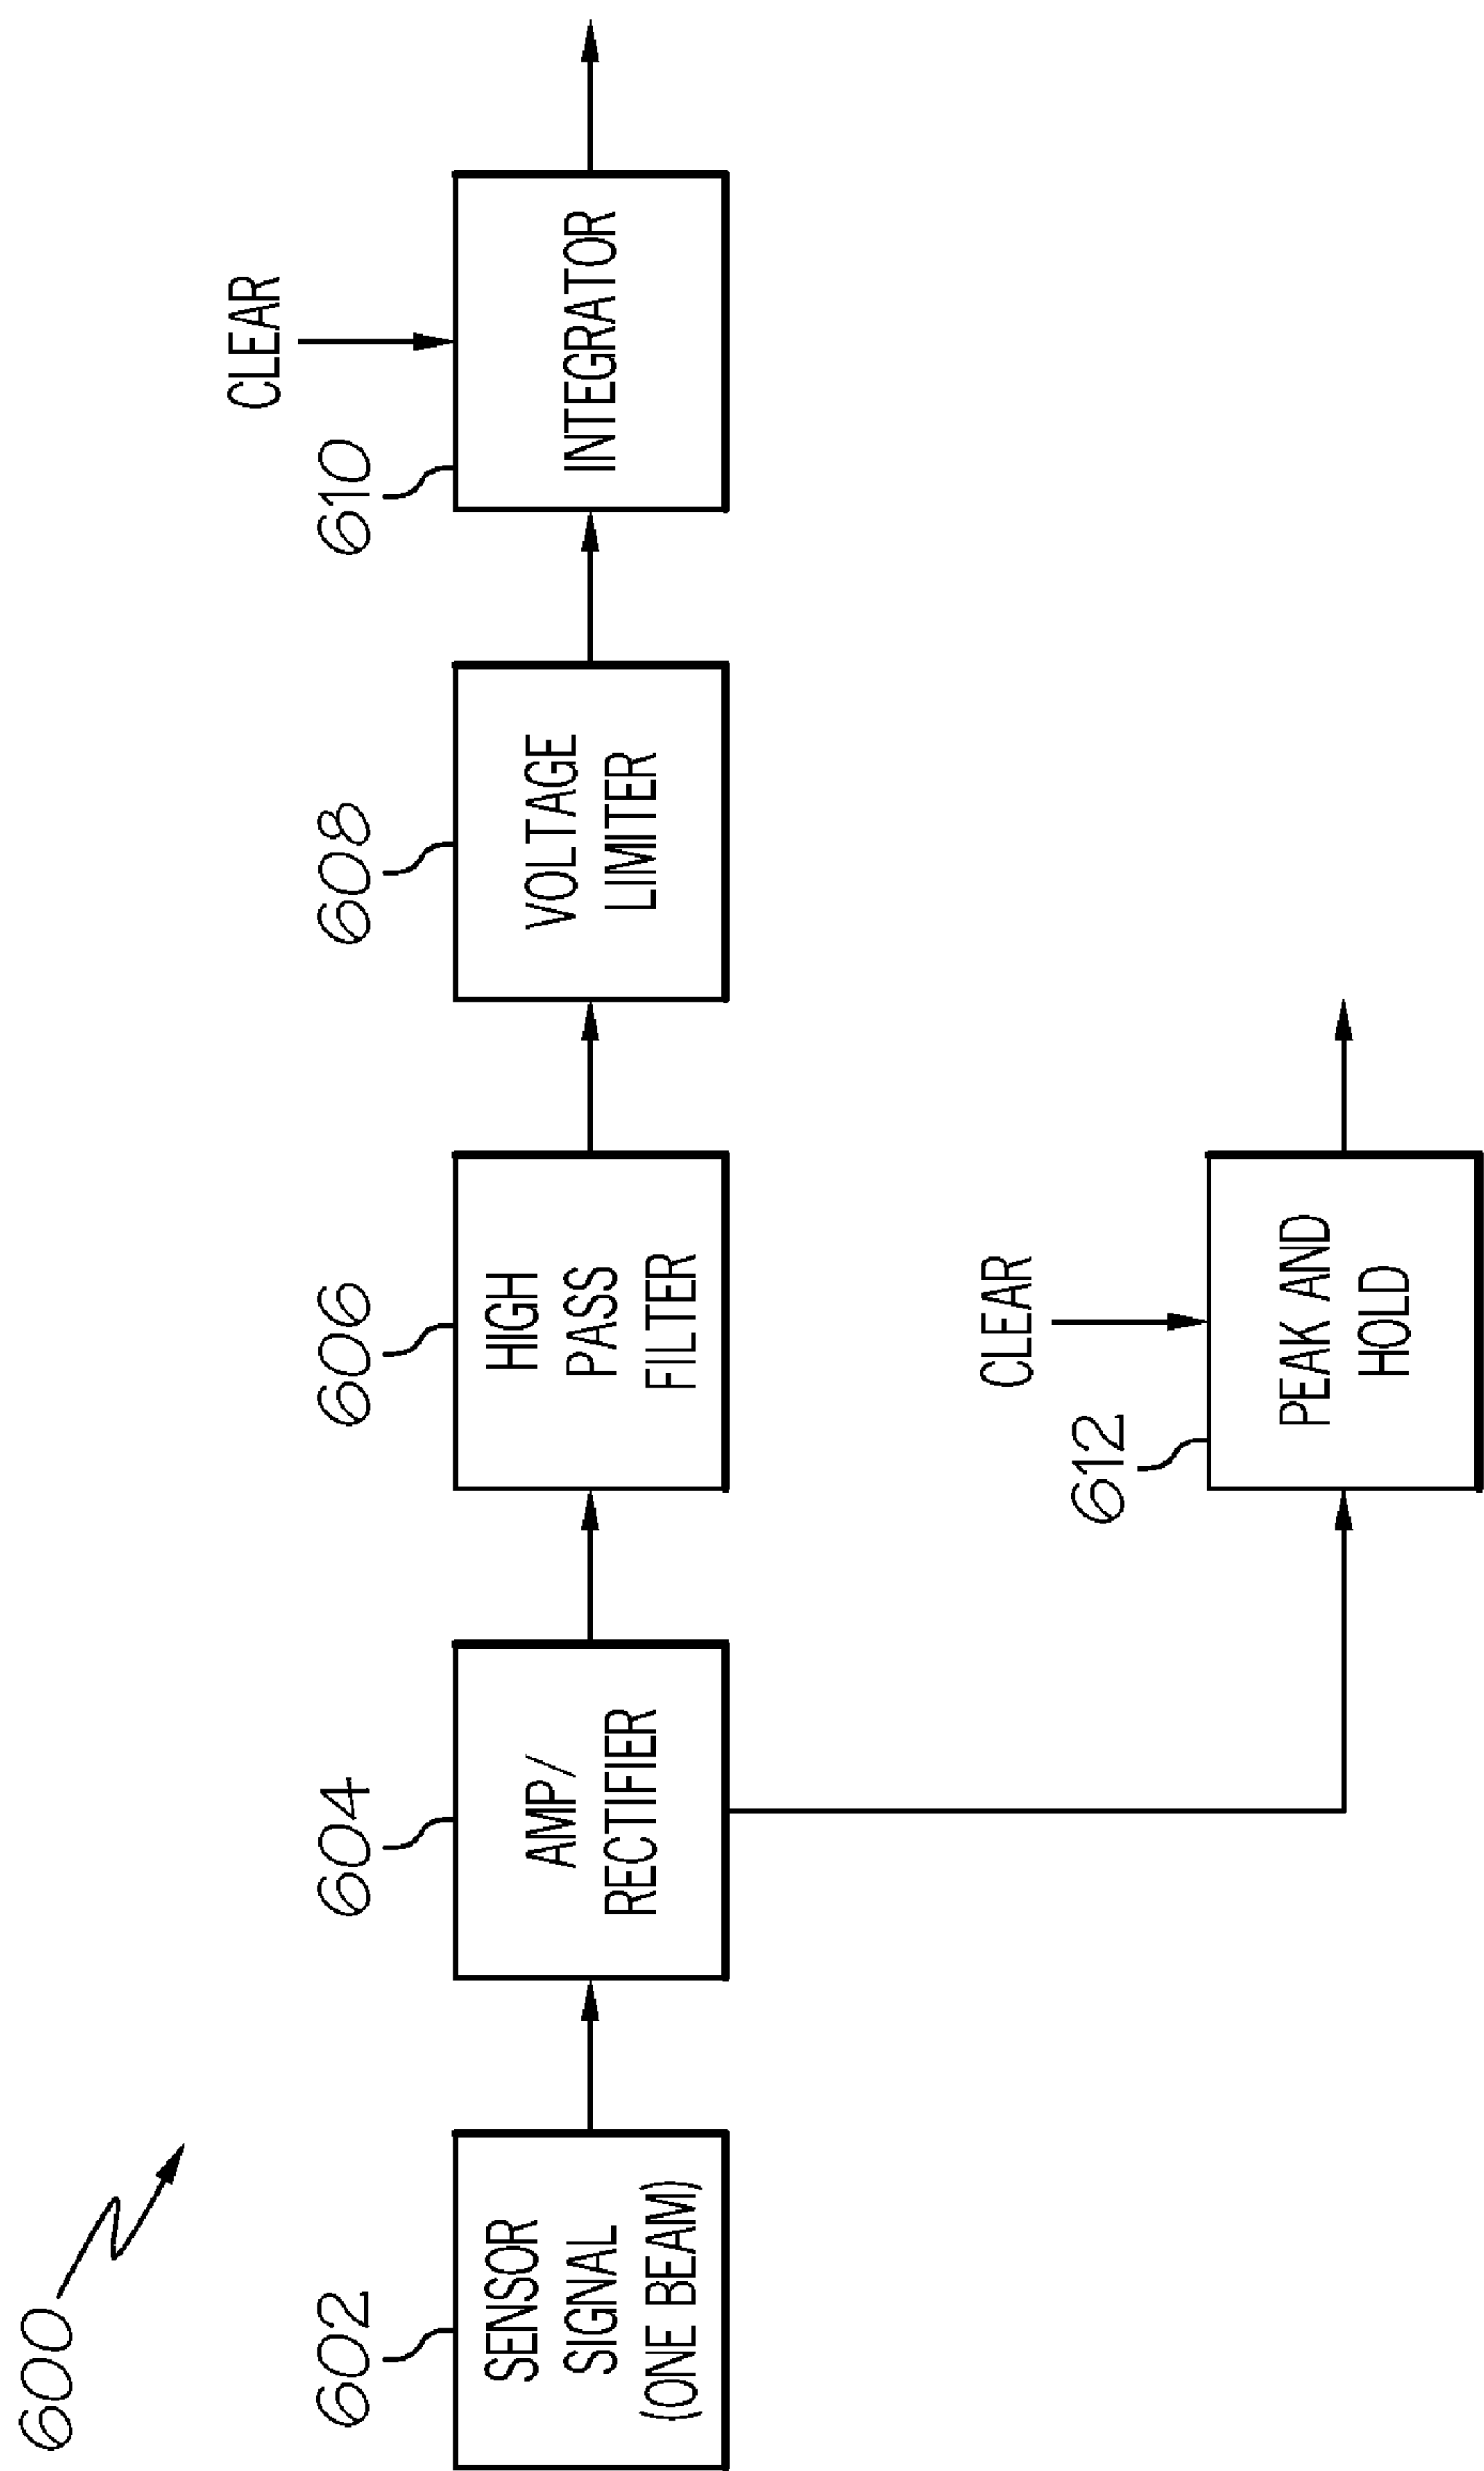 600
602
SENSOR
SIGNAL
(ONE BEAM)
604
AMP/
RECTIFIER
606
HIGH
PASS
FILTER
608
VOLTAGE
LIMITER
610
CLEAR
INTEGRATOR
612
CLEAR
PEAK AND
HOLD